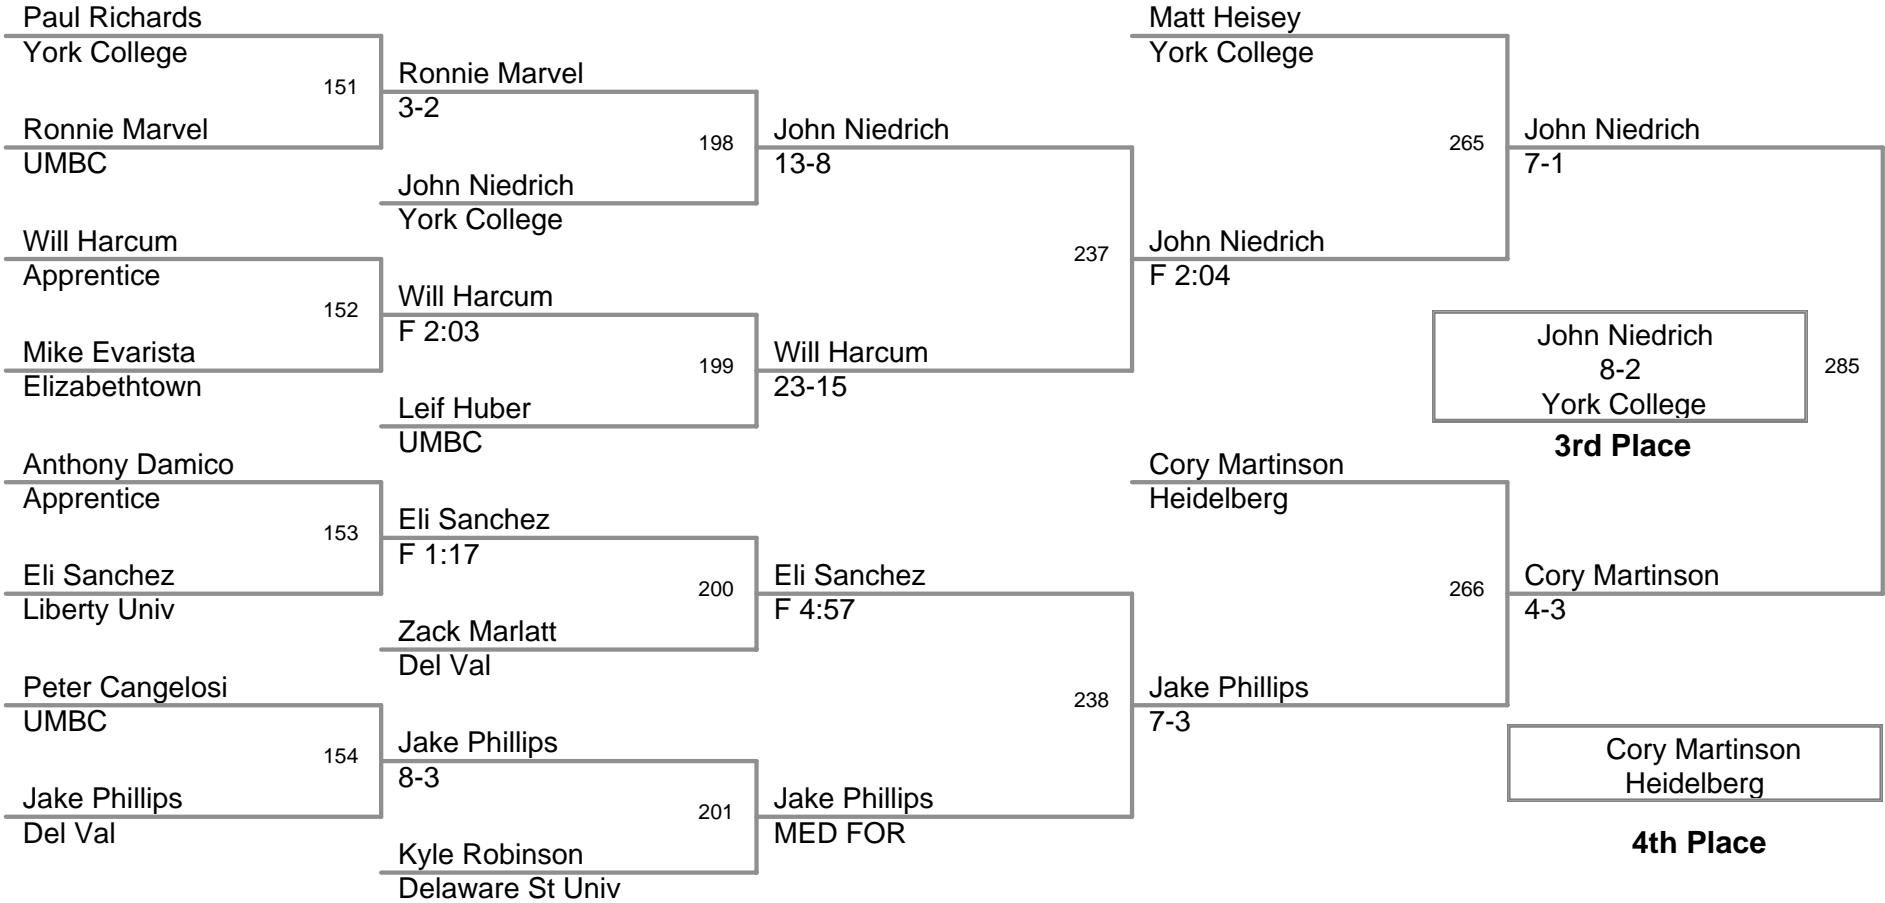 Paul Richards
York College
151
Ronnie Marvel
UMBC
Will Harcum
Apprentice
152
Mike Evarista
Elizabethtown
Anthony Damico
Apprentice
153
Eli Sanchez
Liberty Univ
Peter Cangelosi
UMBC
154
Jake Phillips
Del Val
Ronnie Marvel
3-2
198
John Niedrich
York College
Will Harcum
F 2:03
199
Leif Huber
UMBC
Eli Sanchez
F 1:17
200
Zack Marlatt
Del Val
Jake Phillips
8-3
201
Kyle Robinson
Delaware St Univ
John Niedrich
13-8
237
Will Harcum
23-15
Eli Sanchez
F 4:57
238
Jake Phillips
MED FOR
Matt Heisey
York College
265
John Niedrich
F 2:04
Cory Martinson
Heidelberg
266
Jake Phillips
7-3
John Niedrich
7-1
285
Cory Martinson
4-3
John Niedrich
8-2
York College
3rd Place
Cory Martinson
Heidelberg
4th Place